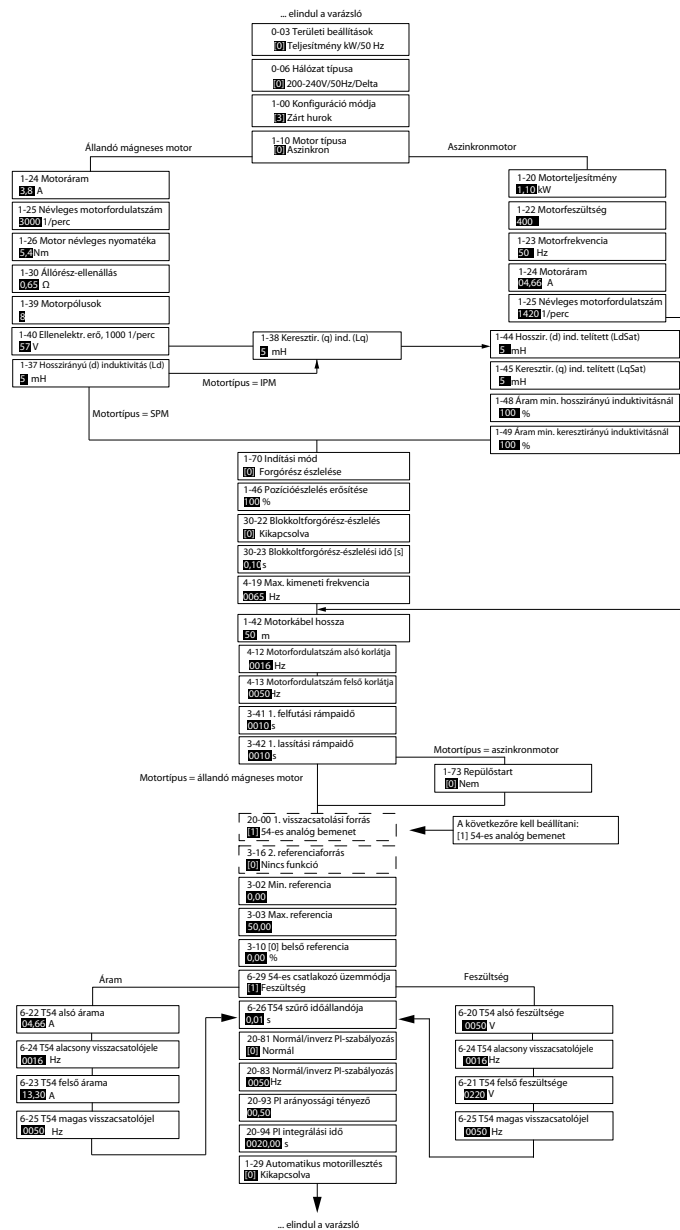 ... elindul a varázsló
0-03 Területi beállítások
[0] Teljesítmény kW/50 Hz
0-06 Hálózat típusa
[0] 200-240V/50Hz/Delta
1-00 Konfiguráció módja
[3] Zárt hurok
1-10 Motor típusa
[0] Aszinkron
Állandó mágneses motor
Aszinkronmotor
1-24 Motoráram
3,8 A
1-25 Névleges motorfordulatszám
3000 1/perc
1-26 Motor névleges nyomatéka
5,4 Nm
1-30 Állórész-ellenállás
0,65 Ω
1-39 Motorpólusok
8
1-40 Ellenelektr. erő, 1000 1/perc
57 V
1-37 Hosszirányú (d) induktivitás (Ld)
5 mH
1-20 Motorteljesítmény
1,10 kW
1-22 Motorfeszültség
400
1-23 Motorfrekvencia
50 Hz
1-24 Motoráram
04,66 A
1-25 Névleges motorfordulatszám
1420 1/perc
1-38 Keresztir. (q) ind. (Lq)
5 mH
Motortípus = IPM
Motortípus = SPM
1-44 Hosszir. (d) ind. telített (LdSat)
5 mH
1-45 Keresztir. (q) ind. telített (LqSat)
5 mH
1-48 Áram min. hosszirányú induktivitásnál
100 %
1-49 Áram min. keresztirányú induktivitásnál
100 %
1-70 Indítási mód
[0] Forgórész észlelése
1-46 Pozícióészlelés erősítése
100 %
30-22 Blokkoltforgórész-észlelés
[0] Kikapcsolva
30-23 Blokkoltforgórész-észlelési idő [s]
0,10 s
4-19 Max. kimeneti frekvencia
0065 Hz
1-42 Motorkábel hossza
50 m
4-12 Motorfordulatszám alsó korlátja
0016 Hz
4-13 Motorfordulatszám felső korlátja
0050 Hz
3-41 1. felfutási rámpaidő
0010 s
3-42 1. lassítási rámpaidő
0010 s
Motortípus = aszinkronmotor
Motortípus = állandó mágneses motor
1-73 Repülőstart
[0] Nem
20-00 1. visszacsatolási forrás
[1] 54-es analóg bemenet
A következőre kell beállítani:
[1] 54-es analóg bemenet
3-16 2. referenciaforrás
[0] Nincs funkció
3-02 Min. referencia
0,00
3-03 Max. referencia
50,00
3-10 [0] belső referencia
0,00 %
6-29 54-es csatlakozó üzemmódja
[1] Feszültség
Áram
Feszültség
6-22 T54 alsó árama
04,66 A
6-24 T54 alacsony visszacsatolójele
0016 Hz
6-23 T54 felső árama
13,30 A
6-25 T54 magas visszacsatolójel
0050 Hz
6-26 T54 szűrő időállandója
0,01 s
20-81 Normál/inverz PI-szabályozás
[0] Normál
20-83 Normál/inverz PI-szabályozás
0050 Hz
20-93 PI arányossági tényező
00,50
20-94 PI integrálási idő
0020,00 s
1-29 Automatikus motorillesztés
[0] Kikapcsolva
6-20 T54 alsó feszültsége
0050 V
6-24 T54 alacsony visszacsatolójele
0016 Hz
6-21 T54 felső feszültsége
0220 V
6-25 T54 magas visszacsatolójel
0050 Hz
... elindul a varázsló